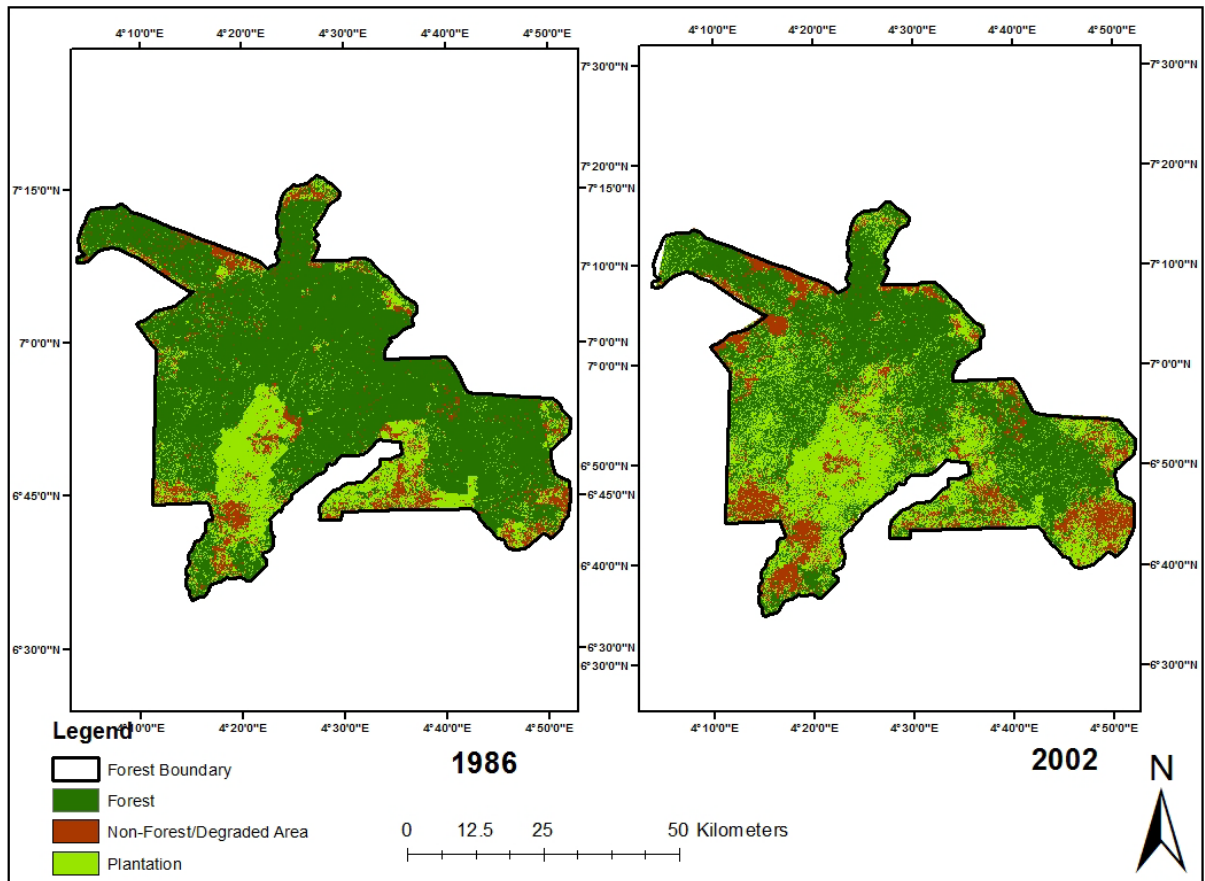 4°10'0"E 4°20'0"E 4°30'0"E 4°40'0"E 4°50'0"E
4°10'0"E 4°20'0"E 4°30'0"E 4°40'0"E 4°50'0"E
7°30'0"N 7°30'0"N
7°20'0"N 7°20'0"N
7°15'0"N 7°15'0"N
7°10'0"N 7°10'0"N
7°0'0"N 7°0'0"N
7°0'0"N 7°0'0"N
6°50'0"N 6°50'0"N
6°45'0"N 6°45'0"N
6°40'0"N 6°40'0"N
6°30'0"N 6°30'0"N
6°30'0"N 6°30'0"N
4°10'0"E 4°20'0"E 4°30'0"E 4°40'0"E 4°50'0"E
4°10'0"E 4°20'0"E 4°30'0"E 4°40'0"E 4°50'0"E
Legend
1986
2002
N
Forest Boundary
Forest
Non-Forest/Degraded Area
Plantation
0 12.5 25 50 Kilometers